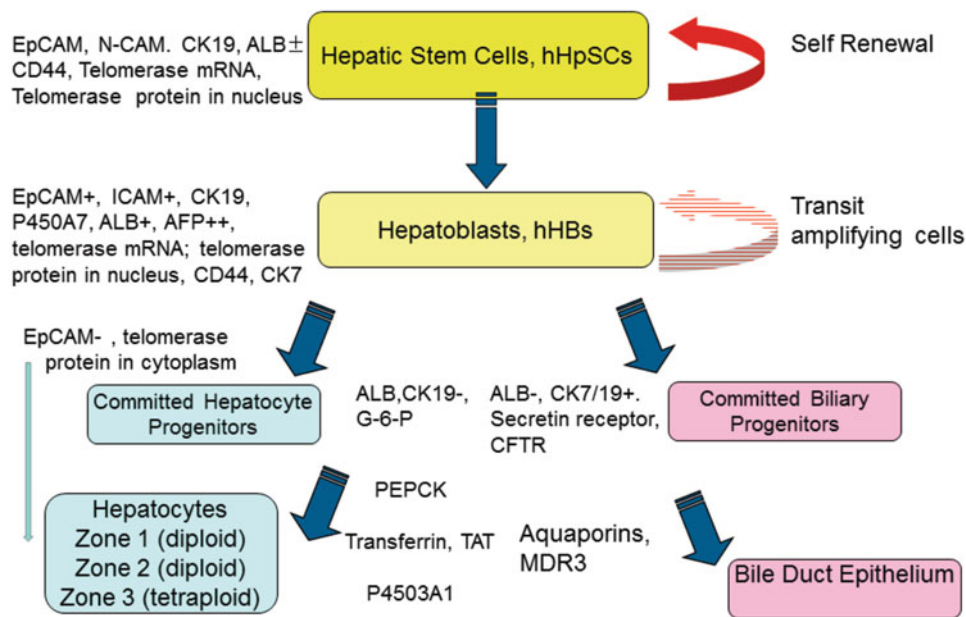 EpCAM, N-CAM. CK19, ALB±
CD44, Telomerase mRNA,
Telomerase protein in nucleus
Hepatic Stem Cells, hHpSCs
Self Renewal
EpCAM+, ICAM+, CK19,
P450A7, ALB+, AFP++,
telomerase mRNA; telomerase
protein in nucleus, CD44, CK7
Hepatoblasts, hHBs
Transit
amplifying cells
EpCAM- , telomerase
protein in cytoplasm
Committed Hepatocyte
Progenitors
ALB,CK19-,
G-6-P
ALB-, CK7/19+.
Secretin receptor,
CFTR
Committed Biliary
Progenitors
Hepatocytes
Zone 1 (diploid)
Zone 2 (diploid)
Zone 3 (tetraploid)
PEPCK
Transferrin, TAT
P4503A1
Aquaporins,
MDR3
Bile Duct Epithelium